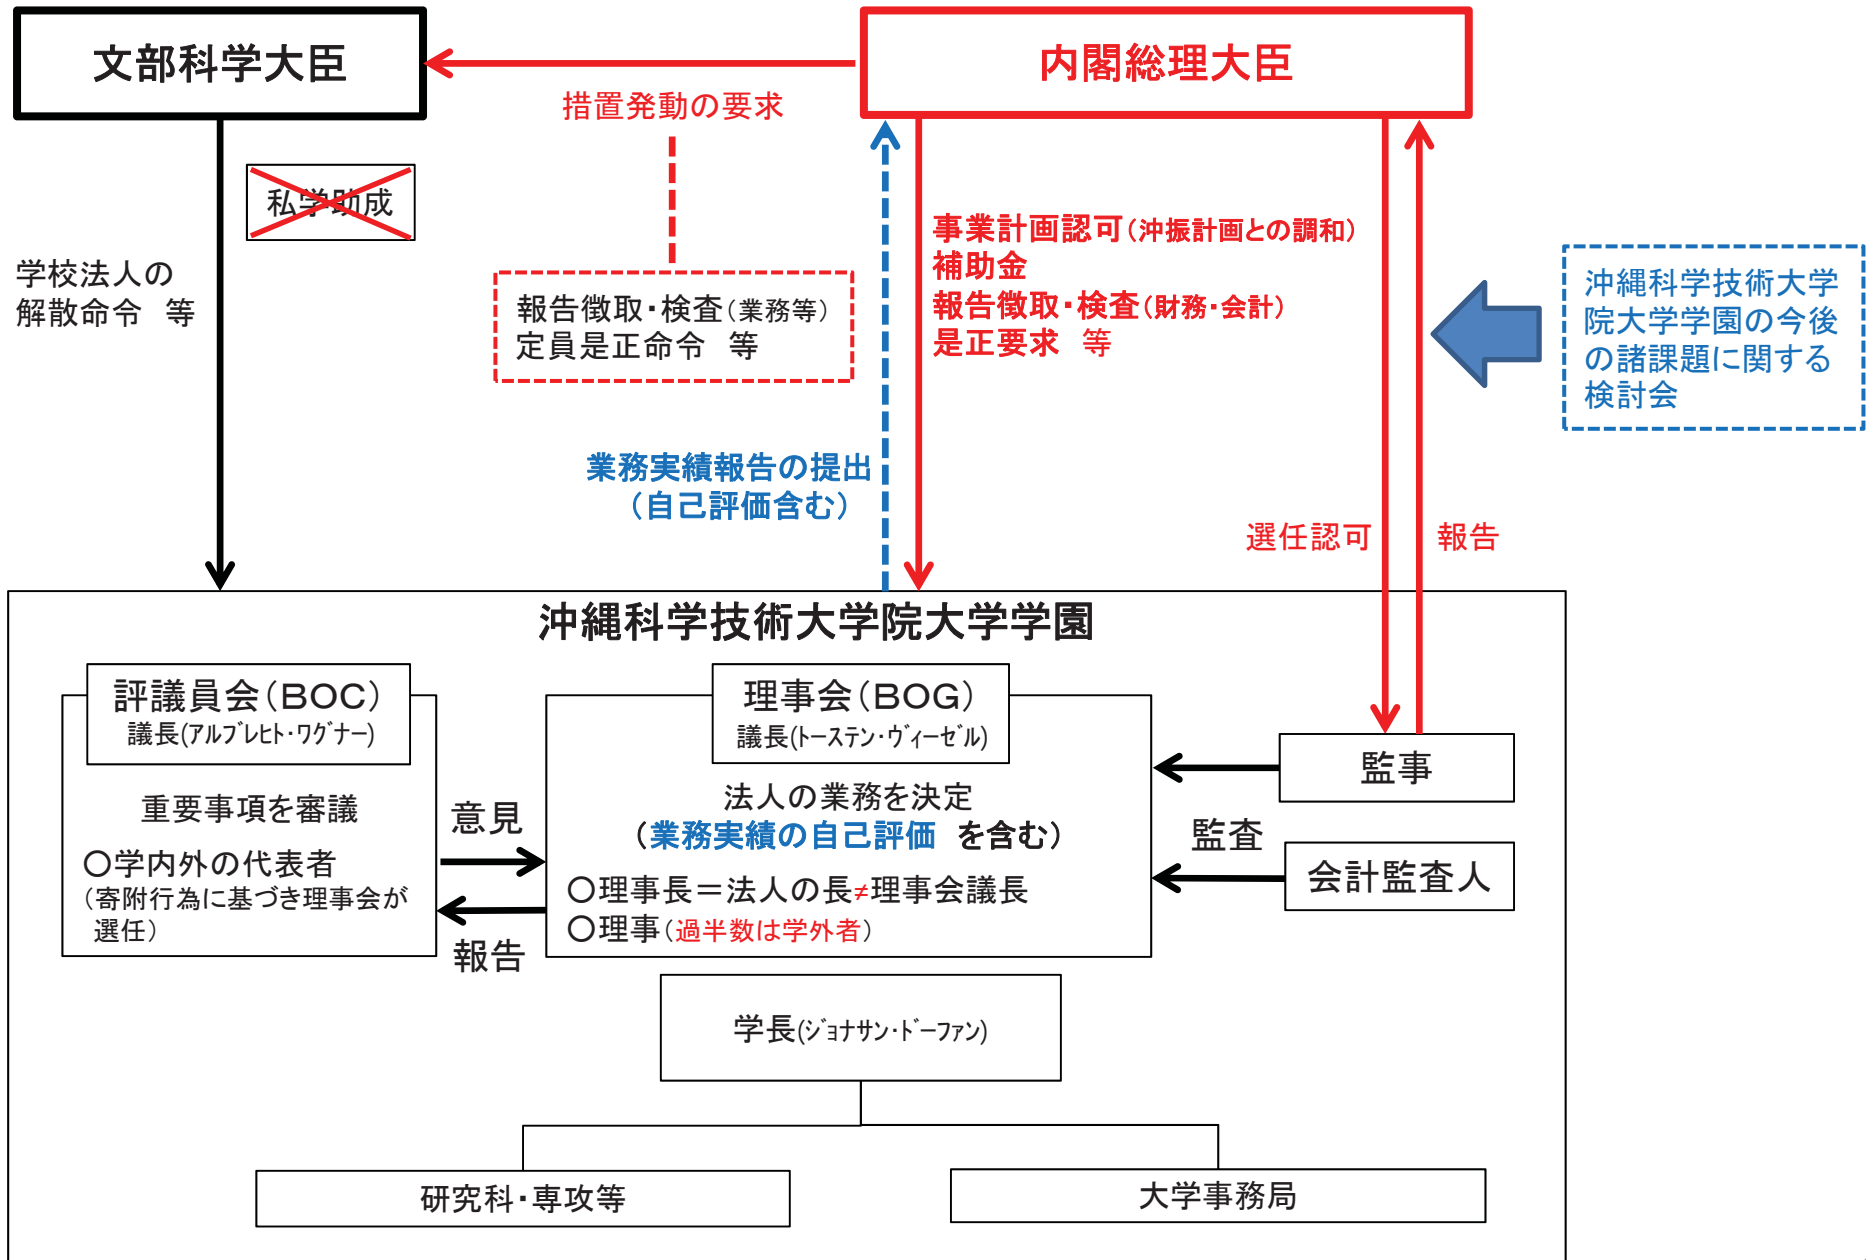 文部科学大臣
内閣総理大臣
措置発動の要求
私学助成
学校法人の
解散命令　等
報告徴取・検査（業務等）
定員是正命令　等
事業計画認可（沖振計画との調和）
補助金
報告徴取・検査（財務・会計）
是正要求　等
沖縄科学技術大学
院大学学園の今後
の諸課題に関する
検討会
業務実績報告の提出
（自己評価含む）
選任認可
報告
沖縄科学技術大学院大学学園
評議員会（ＢＯＣ）
議長(ｱﾙﾌﾞﾚﾋﾄ・ﾜｸﾞﾅｰ)
重要事項を審議
○学内外の代表者
（寄附行為に基づき理事会が
選任）
意見
報告
理事会（ＢＯＧ）
議長(ﾄｰｽﾃﾝ・ｳﾞｨｰｾﾞﾙ)
法人の業務を決定
（業務実績の自己評価　を含む）
○理事長＝法人の長≠理事会議長
○理事（過半数は学外者）
監事
監査
会計監査人
学長(ｼﾞｮﾅｻﾝ・ﾄﾞｰﾌｧﾝ)
研究科・専攻等
大学事務局